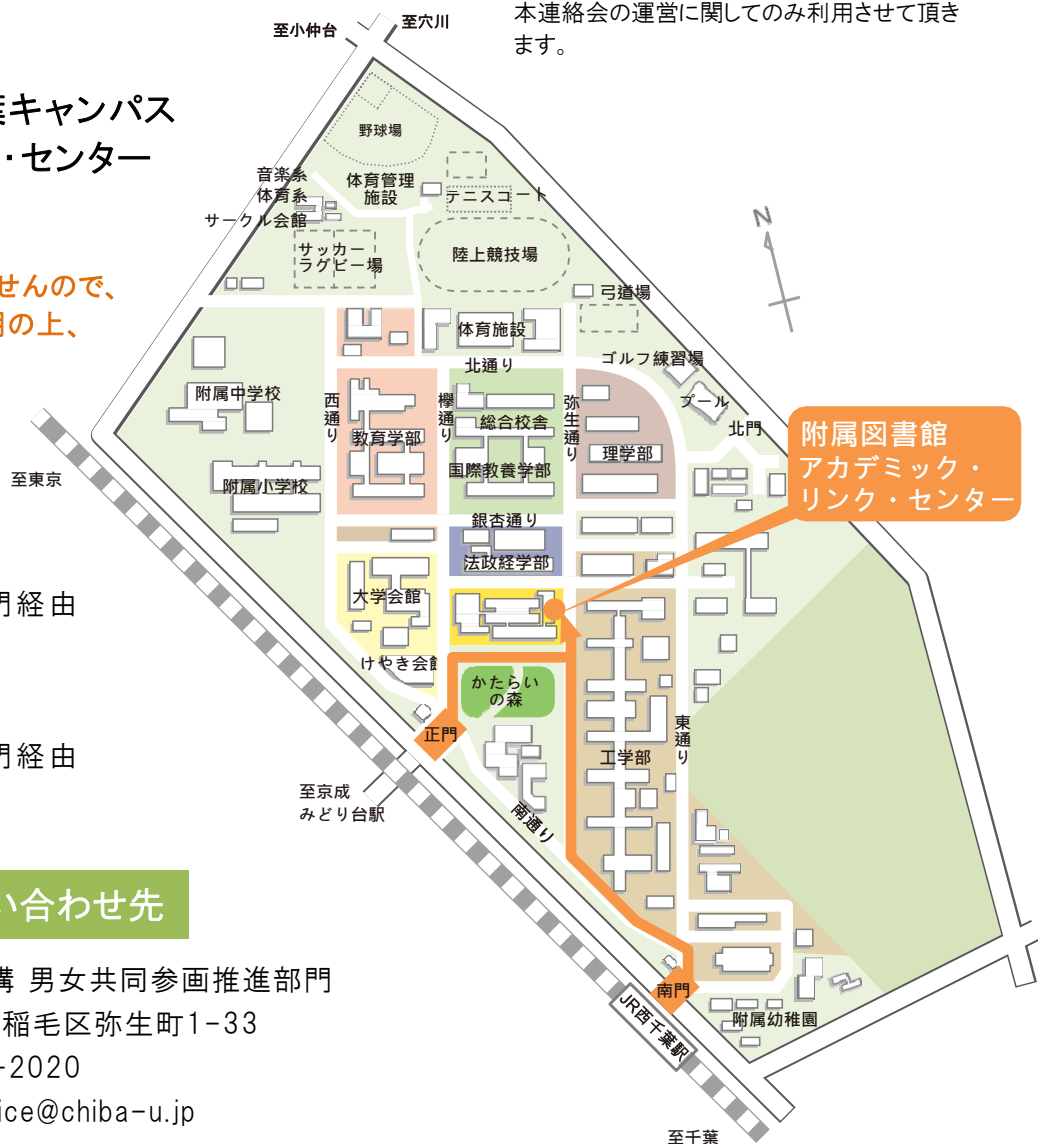 本連絡会の運営に関してのみ利用させて頂き
ます。
葉キャンパス
・センター
せんので、
用の上、
門経由
門経由
い合わせ先
構 男女共同参画推進部門
稲毛区弥生町1-33
-2020
ice@chiba-u.jp
至小仲台
至穴川
野球場
音楽系
体育系
サークル会館
体育管理
施設
テニスコート
サッカー
ラグビー場
陸上競技場
N
弓道場
体育施設
北通り
ゴルフ練習場
プール
北門
附属中学校
西通り
欅通り
弥生通り
総合校舎
教育学部
国際教養学部
理学部
附属図書館
アカデミック・
リンク・センター
至東京
附属小学校
銀杏通り
法政経学部
大学会館
けやき会館
かたらい
の森
正門
東通り
工学部
至京成
みどり台駅
南通り
南門
JR西千葉駅
附属幼稚園
至千葉